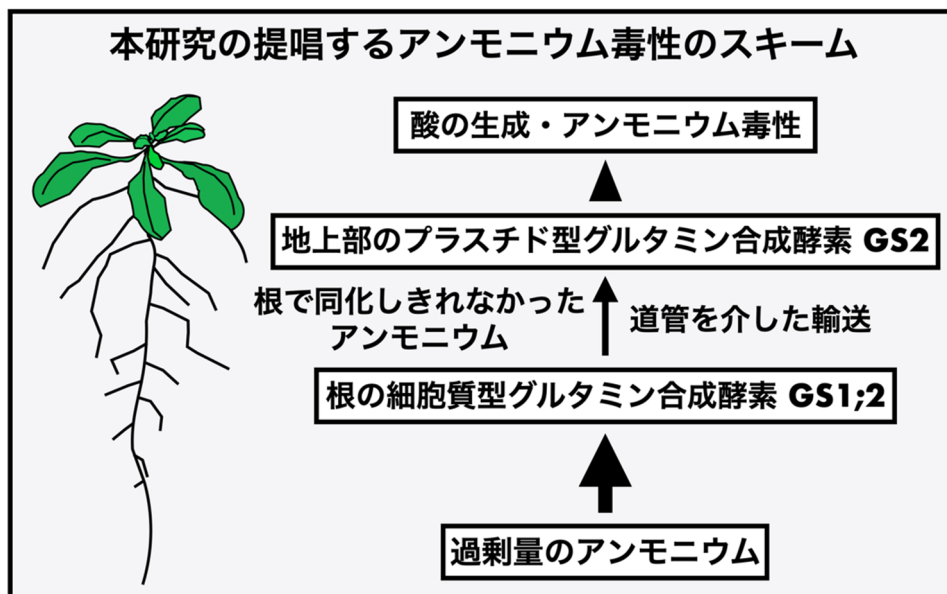 本研究の提唱するアンモニウム毒性のスキーム
酸の生成・アンモニウム毒性
地上部のプラスチド型グルタミン合成酵素 GS2
根で同化しきれなかった
アンモニウム
道管を介した輸送
根の細胞質型グルタミン合成酵素 GS1;2
過剰量のアンモニウム